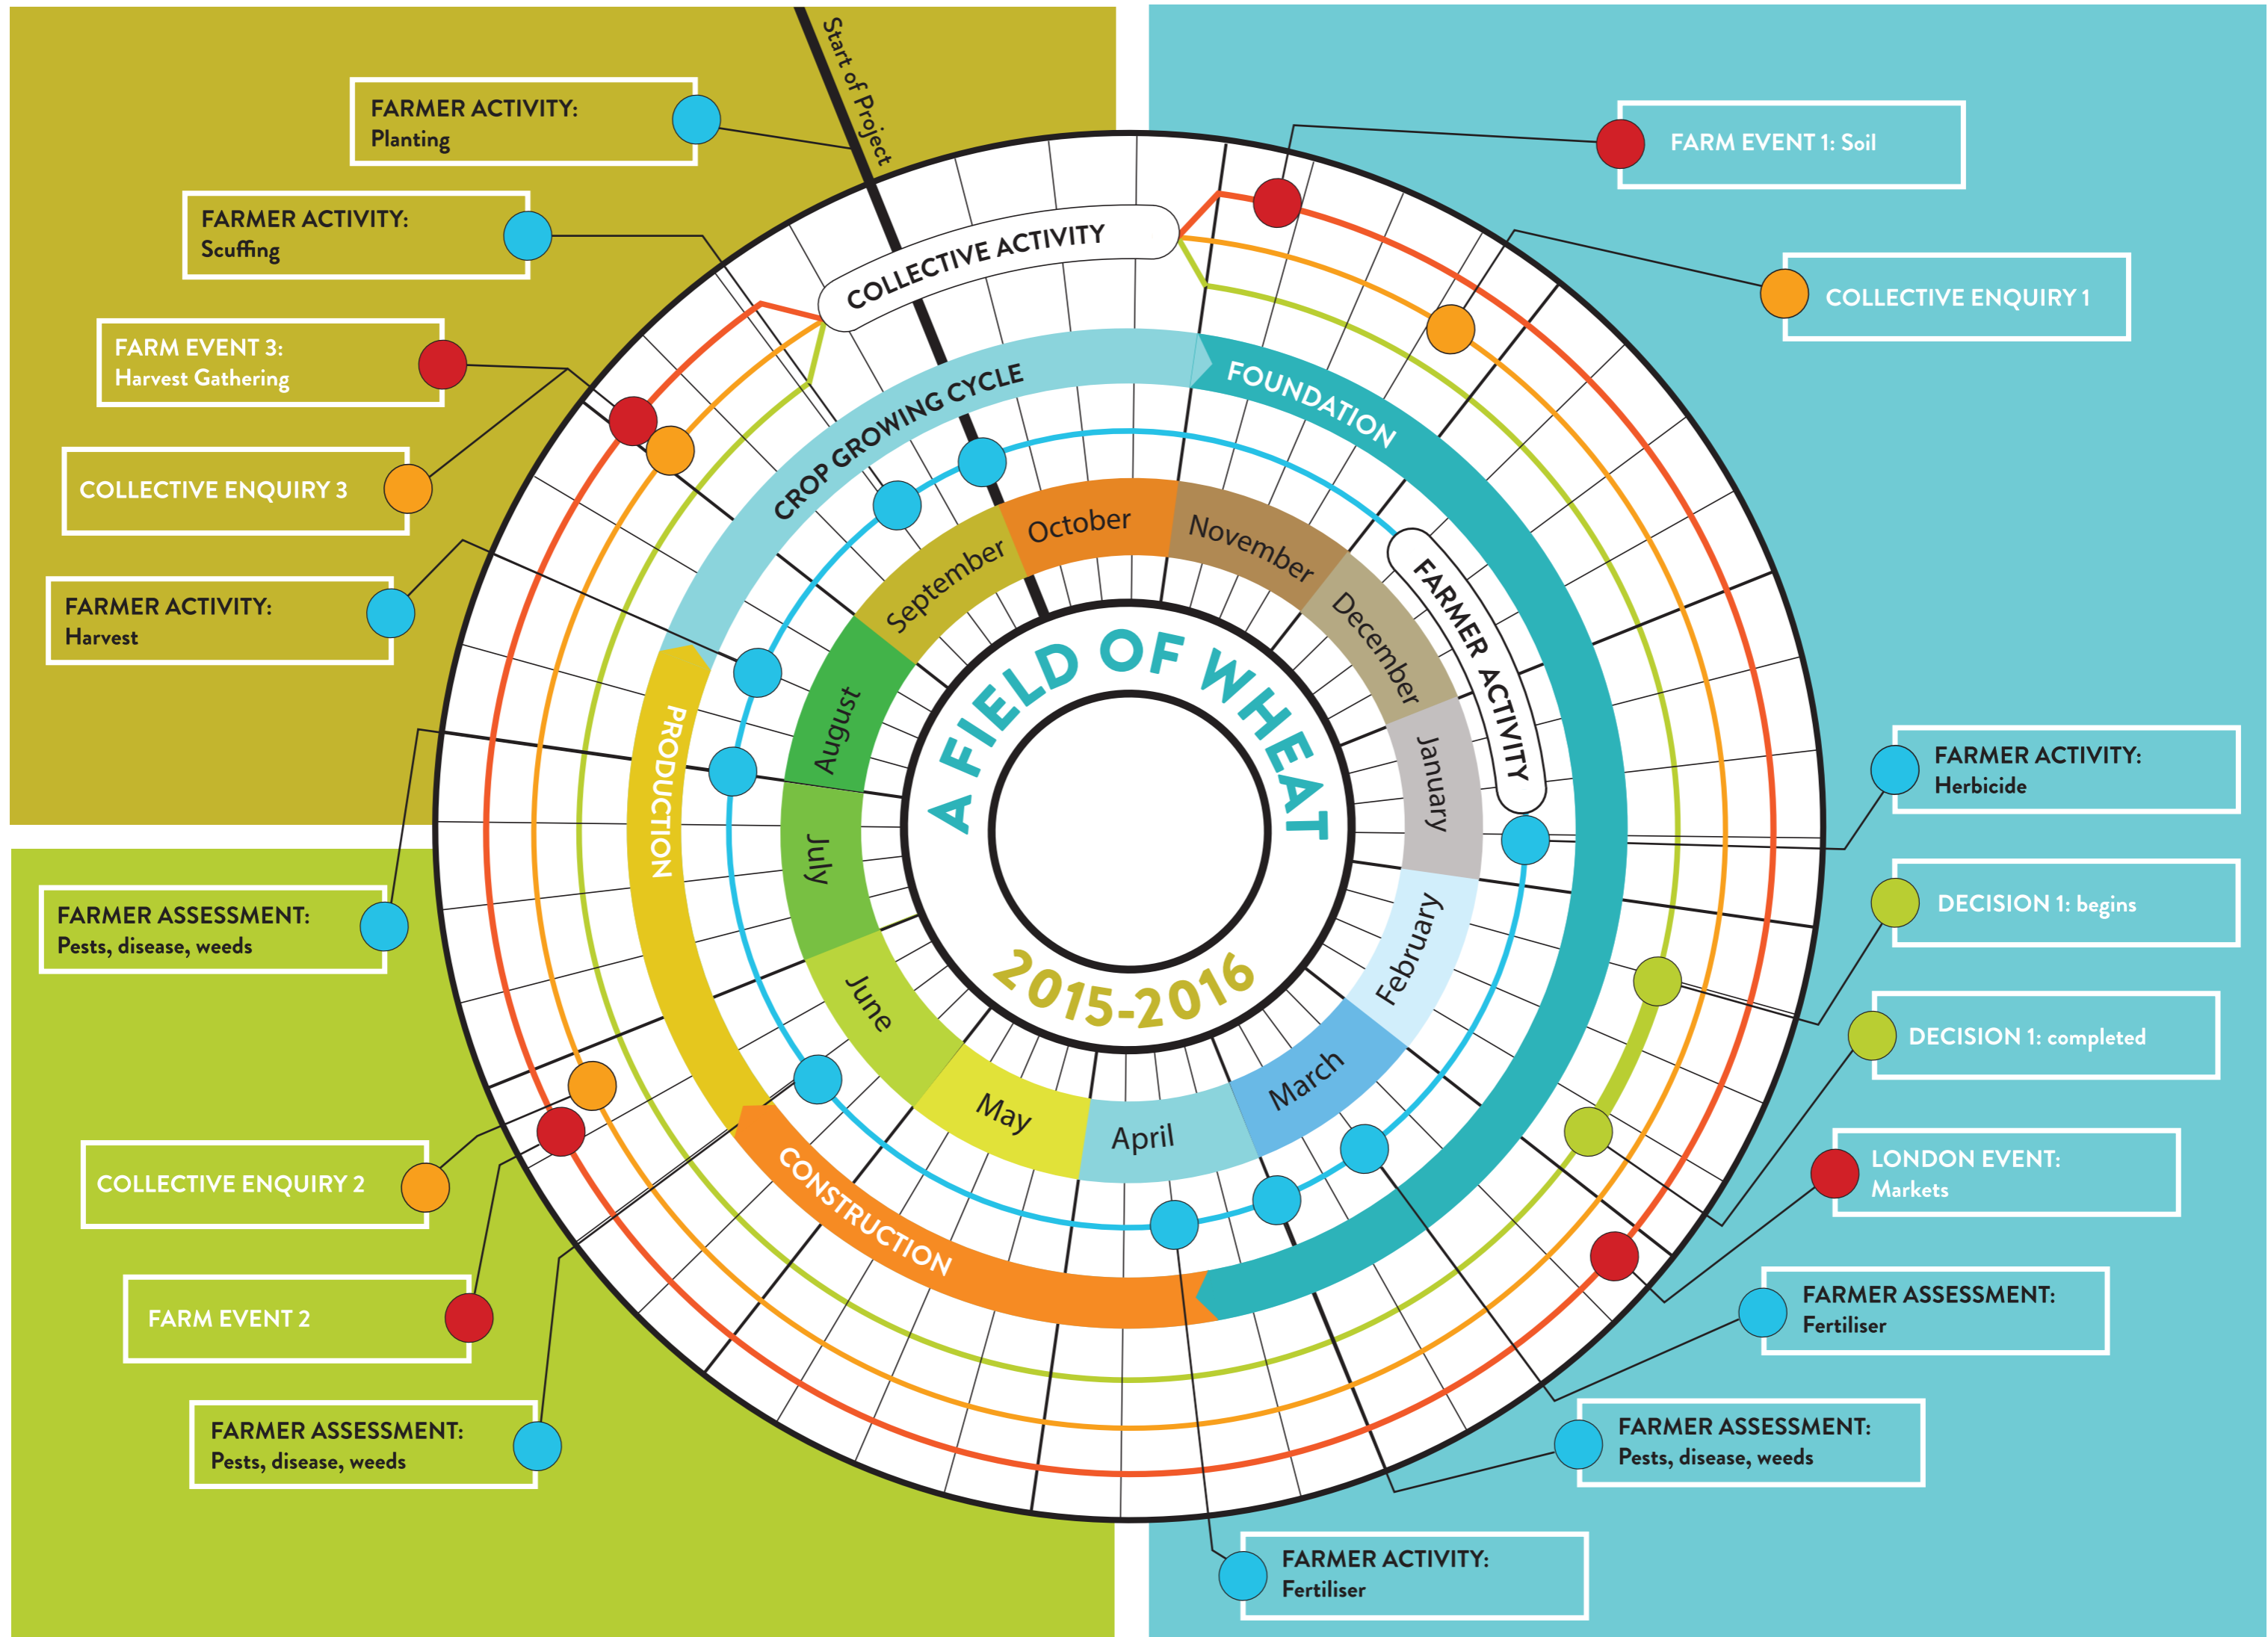 Start of Project
FARMER ACTIVITY:
Planting
FARMER ACTIVITY:
Scuffing
FARM EVENT 3:
Harvest Gathering
COLLECTIVE ENQUIRY 3
FARMER ACTIVITY:
Harvest
FARMER ASSESSMENT:
Pests, disease, weeds
COLLECTIVE ENQUIRY 2
FARM EVENT 2
FARMER ASSESSMENT:
Pests, disease, weeds
FARM EVENT 1: Soil
COLLECTIVE ENQUIRY 1
FARMER ACTIVITY:
Herbicide
DECISION 1: begins
DECISION 1: completed
LONDON EVENT:
Markets
FARMER ASSESSMENT:
Fertiliser
FARMER ASSESSMENT:
Pests, disease, weeds
FARMER ACTIVITY:
Fertiliser
COLLECTIVE ACTIVITY
CROP GROWING CYCLE
FOUNDATION
CONSTRUCTION
PRODUCTION
FARMER ACTIVITY
October
November
December
January
February
March
April
May
June
July
August
September
A FIELD OF WHEAT
2015-2016